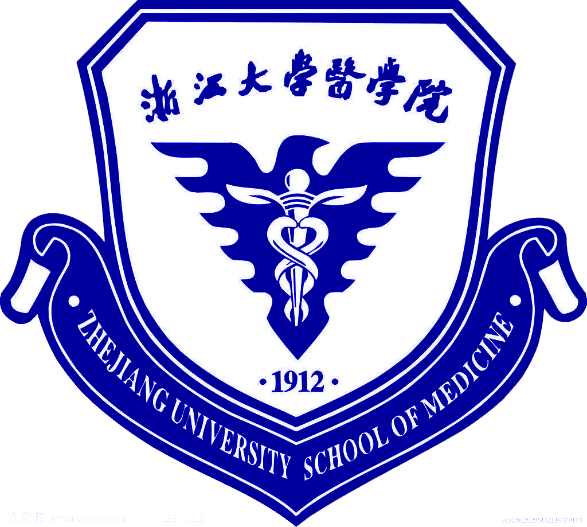 浙江大學醫學院
·1912·
ZHEJIANG UNIVERSITY SCHOOL OF MEDICINE